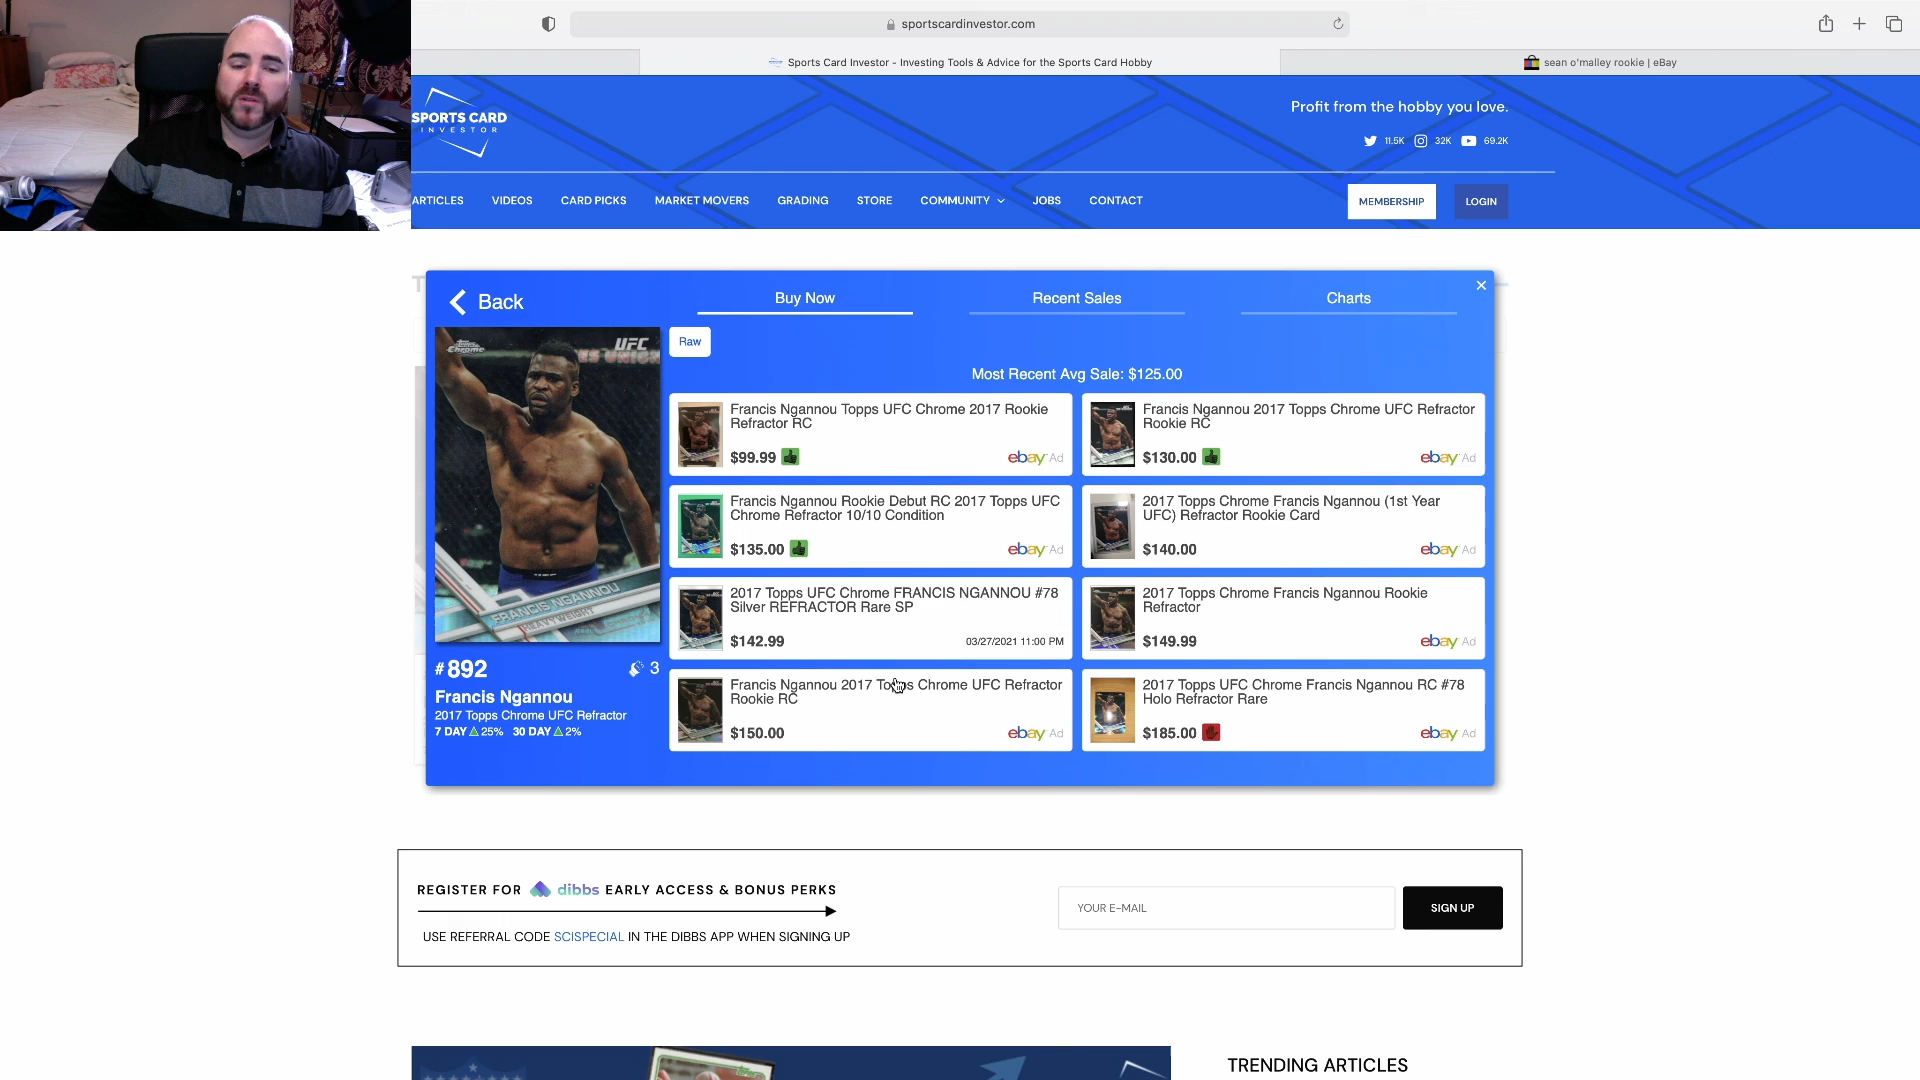 sportscardinvestor.com
Sports Card Investor - Investing Tools & Advice for the Sports Card Hobby
sean o'malley rookie | eBay
SPORTS CARD
INVESTOR
Profit from the hobby you love.
11.5K 32K 69.2K
ARTICLES VIDEOS CARD PICKS MARKET MOVERS GRADING STORE COMMUNITY JOBS CONTACT
MEMBERSHIP LOGIN
Back Buy Now Recent Sales Charts
Raw
Most Recent Avg Sale: $125.00
Topps Chrome UFC
FRANCIS NGANNOU
HEAVYWEIGHT
#892 3
Francis Ngannou
2017 Topps Chrome UFC Refractor
7 DAY 25% 30 DAY 2%
Francis Ngannou Topps UFC Chrome 2017 Rookie
Refractor RC
$99.99 ebay Ad
Francis Ngannou 2017 Topps Chrome UFC Refractor
Rookie RC
$130.00 ebay Ad
Francis Ngannou Rookie Debut RC 2017 Topps UFC
Chrome Refractor 10/10 Condition
$135.00 ebay Ad
2017 Topps Chrome Francis Ngannou (1st Year
UFC) Refractor Rookie Card
$140.00 ebay Ad
2017 Topps UFC Chrome FRANCIS NGANNOU #78
Silver REFRACTOR Rare SP
$142.99 03/27/2021 11:00 PM
2017 Topps Chrome Francis Ngannou Rookie
Refractor
$149.99 ebay Ad
Francis Ngannou 2017 Topps Chrome UFC Refractor
Rookie RC
$150.00 ebay Ad
2017 Topps UFC Chrome Francis Ngannou RC #78
Holo Refractor Rare
$185.00 ebay Ad
REGISTER FOR dibbs EARLY ACCESS & BONUS PERKS
USE REFERRAL CODE SCISPECIAL IN THE DIBBS APP WHEN SIGNING UP
YOUR E-MAIL
SIGN UP
TRENDING ARTICLES